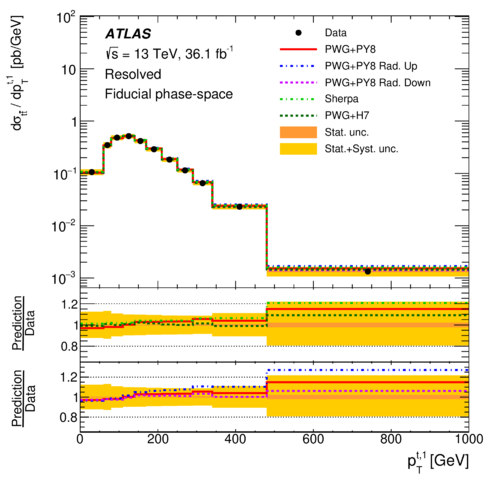 dσ_tt̄ / dp_T^{t,1} [pb/GeV]
10²
10
1
10⁻¹
10⁻²
10⁻³
ATLAS
√s = 13 TeV, 36.1 fb⁻¹
Resolved
Fiducial phase-space
Data
PWG+PY8
PWG+PY8 Rad. Up
PWG+PY8 Rad. Down
Sherpa
PWG+H7
Stat. unc.
Stat.+Syst. unc.
Prediction
Data
1.2
1
0.8
Prediction
Data
1.2
1
0.8
0 200 400 600 800 1000
p_T^{t,1} [GeV]